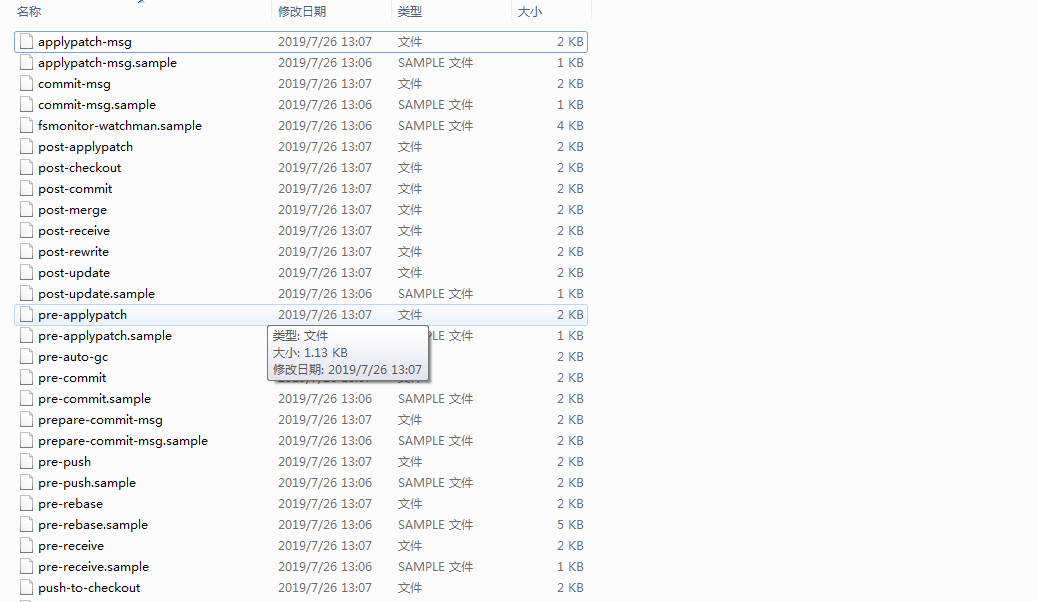 名称 修改日期 类型 大小
applypatch-msg 2019/7/26 13:07 文件 2 KB
applypatch-msg.sample 2019/7/26 13:06 SAMPLE 文件 1 KB
commit-msg 2019/7/26 13:07 文件 2 KB
commit-msg.sample 2019/7/26 13:06 SAMPLE 文件 1 KB
fsmonitor-watchman.sample 2019/7/26 13:06 SAMPLE 文件 4 KB
post-applypatch 2019/7/26 13:07 文件 2 KB
post-checkout 2019/7/26 13:07 文件 2 KB
post-commit 2019/7/26 13:07 文件 2 KB
post-merge 2019/7/26 13:07 文件 2 KB
post-receive 2019/7/26 13:07 文件 2 KB
post-rewrite 2019/7/26 13:07 文件 2 KB
post-update 2019/7/26 13:07 文件 2 KB
post-update.sample 2019/7/26 13:06 SAMPLE 文件 1 KB
pre-applypatch 2019/7/26 13:07 文件 2 KB
pre-applypatch.sample PLE 文件 1 KB
类型: 文件
大小: 1.13 KB
修改日期: 2019/7/26 13:07
pre-auto-gc 2 KB
pre-commit 2 KB
pre-commit.sample 2019/7/26 13:06 SAMPLE 文件 2 KB
prepare-commit-msg 2019/7/26 13:07 文件 2 KB
prepare-commit-msg.sample 2019/7/26 13:06 SAMPLE 文件 2 KB
pre-push 2019/7/26 13:07 文件 2 KB
pre-push.sample 2019/7/26 13:06 SAMPLE 文件 2 KB
pre-rebase 2019/7/26 13:07 文件 2 KB
pre-rebase.sample 2019/7/26 13:06 SAMPLE 文件 5 KB
pre-receive 2019/7/26 13:07 文件 2 KB
pre-receive.sample 2019/7/26 13:06 SAMPLE 文件 1 KB
push-to-checkout 2019/7/26 13:07 文件 2 KB